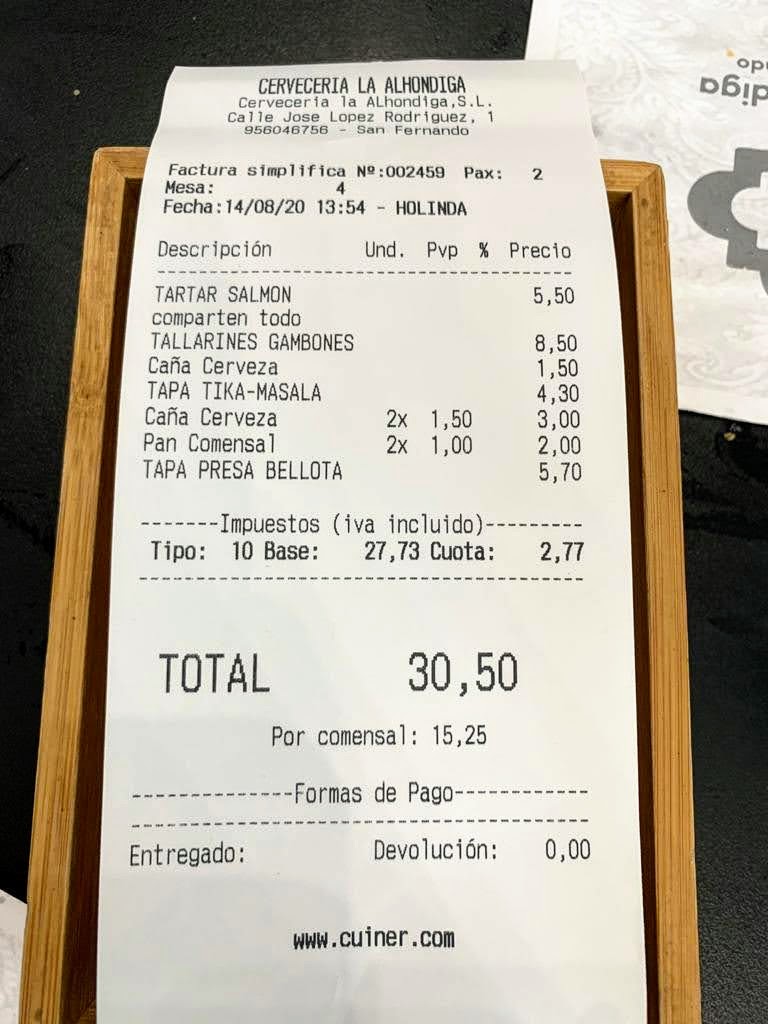 CERVECERIA LA ALHONDIGA
Cerveceria la ALhondiga,S.L.
Calle Jose Lopez Rodriguez, 1
956046756 - San Fernando
Factura simplifica Nº:002459 Pax: 2
Mesa: 4
Fecha:14/08/20 13:54 - HOLINDA
Descripción Und. Pvp % Precio
TARTAR SALMON 5,50
comparten todo
TALLARINES GAMBONES 8,50
Caña Cerveza 1,50
TAPA TIKA-MASALA 4,30
Caña Cerveza 2x 1,50 3,00
Pan Comensal 2x 1,00 2,00
TAPA PRESA BELLOTA 5,70
-------Impuestos (iva incluido)---------
Tipo: 10 Base: 27,73 Cuota: 2,77
TOTAL 30,50
Por comensal: 15,25
-------------Formas de Pago------------
Entregado: Devolución: 0,00
www.cuiner.com